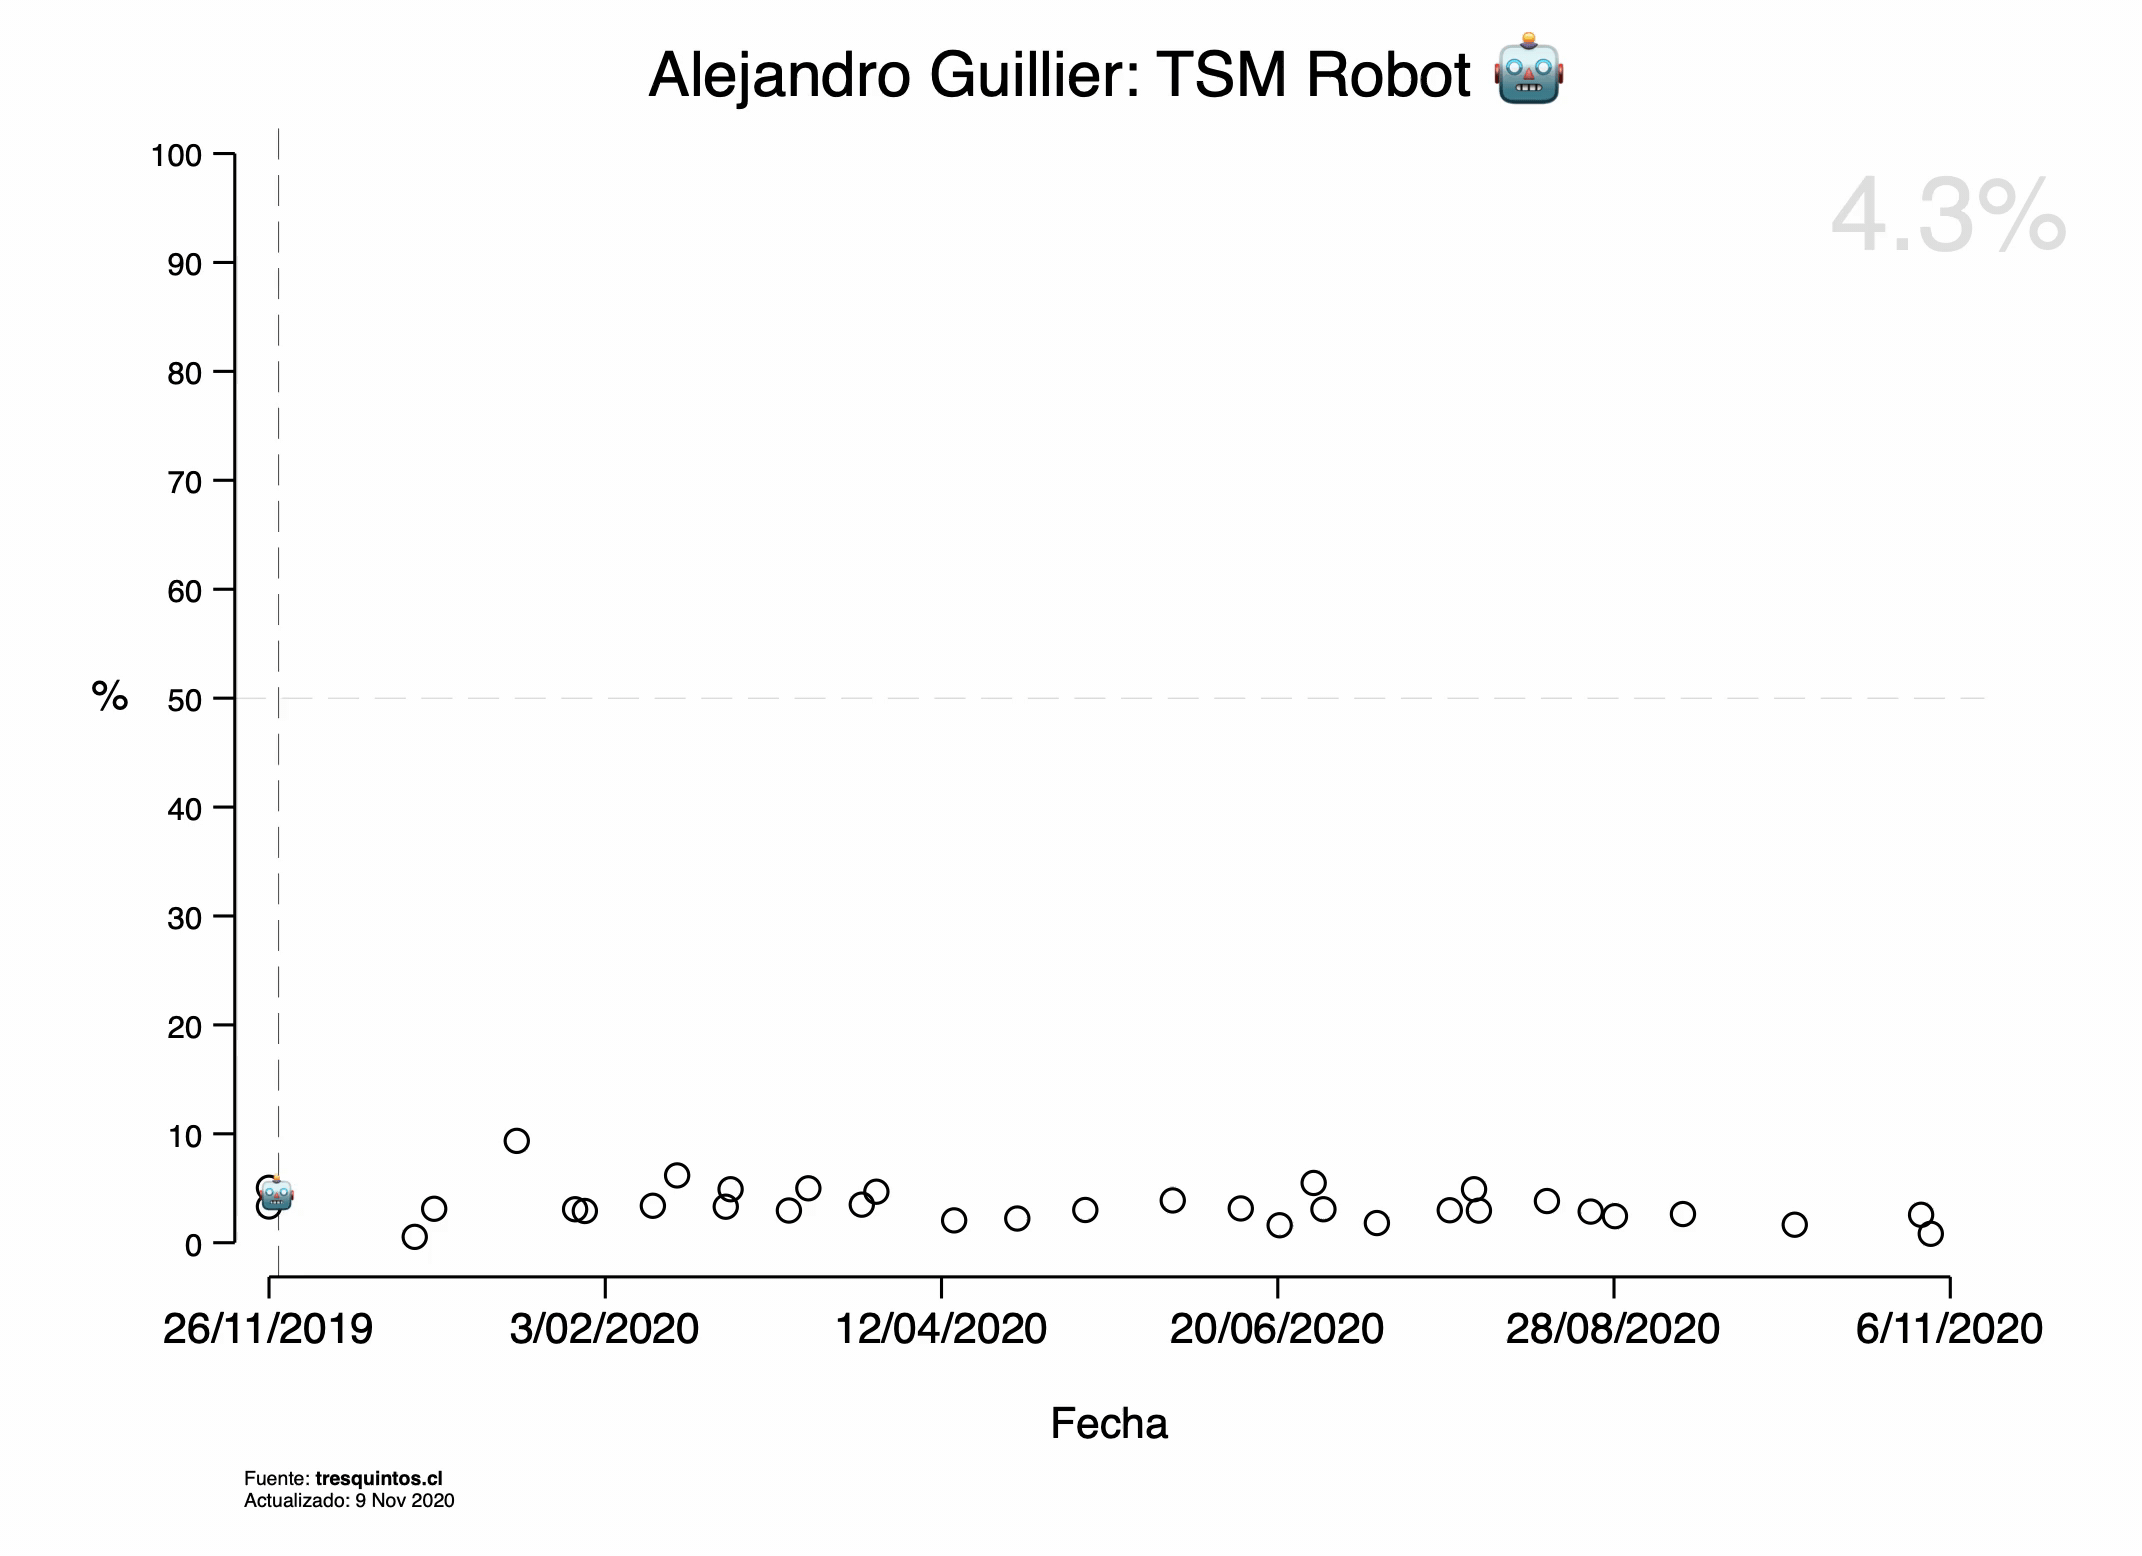 Alejandro Guillier: TSM Robot
4.3%
100
90
80
70
60
50
40
30
20
10
0
%
26/11/2019 3/02/2020 12/04/2020 20/06/2020 28/08/2020 6/11/2020
Fecha
Fuente: tresquintos.cl
Actualizado: 9 Nov 2020